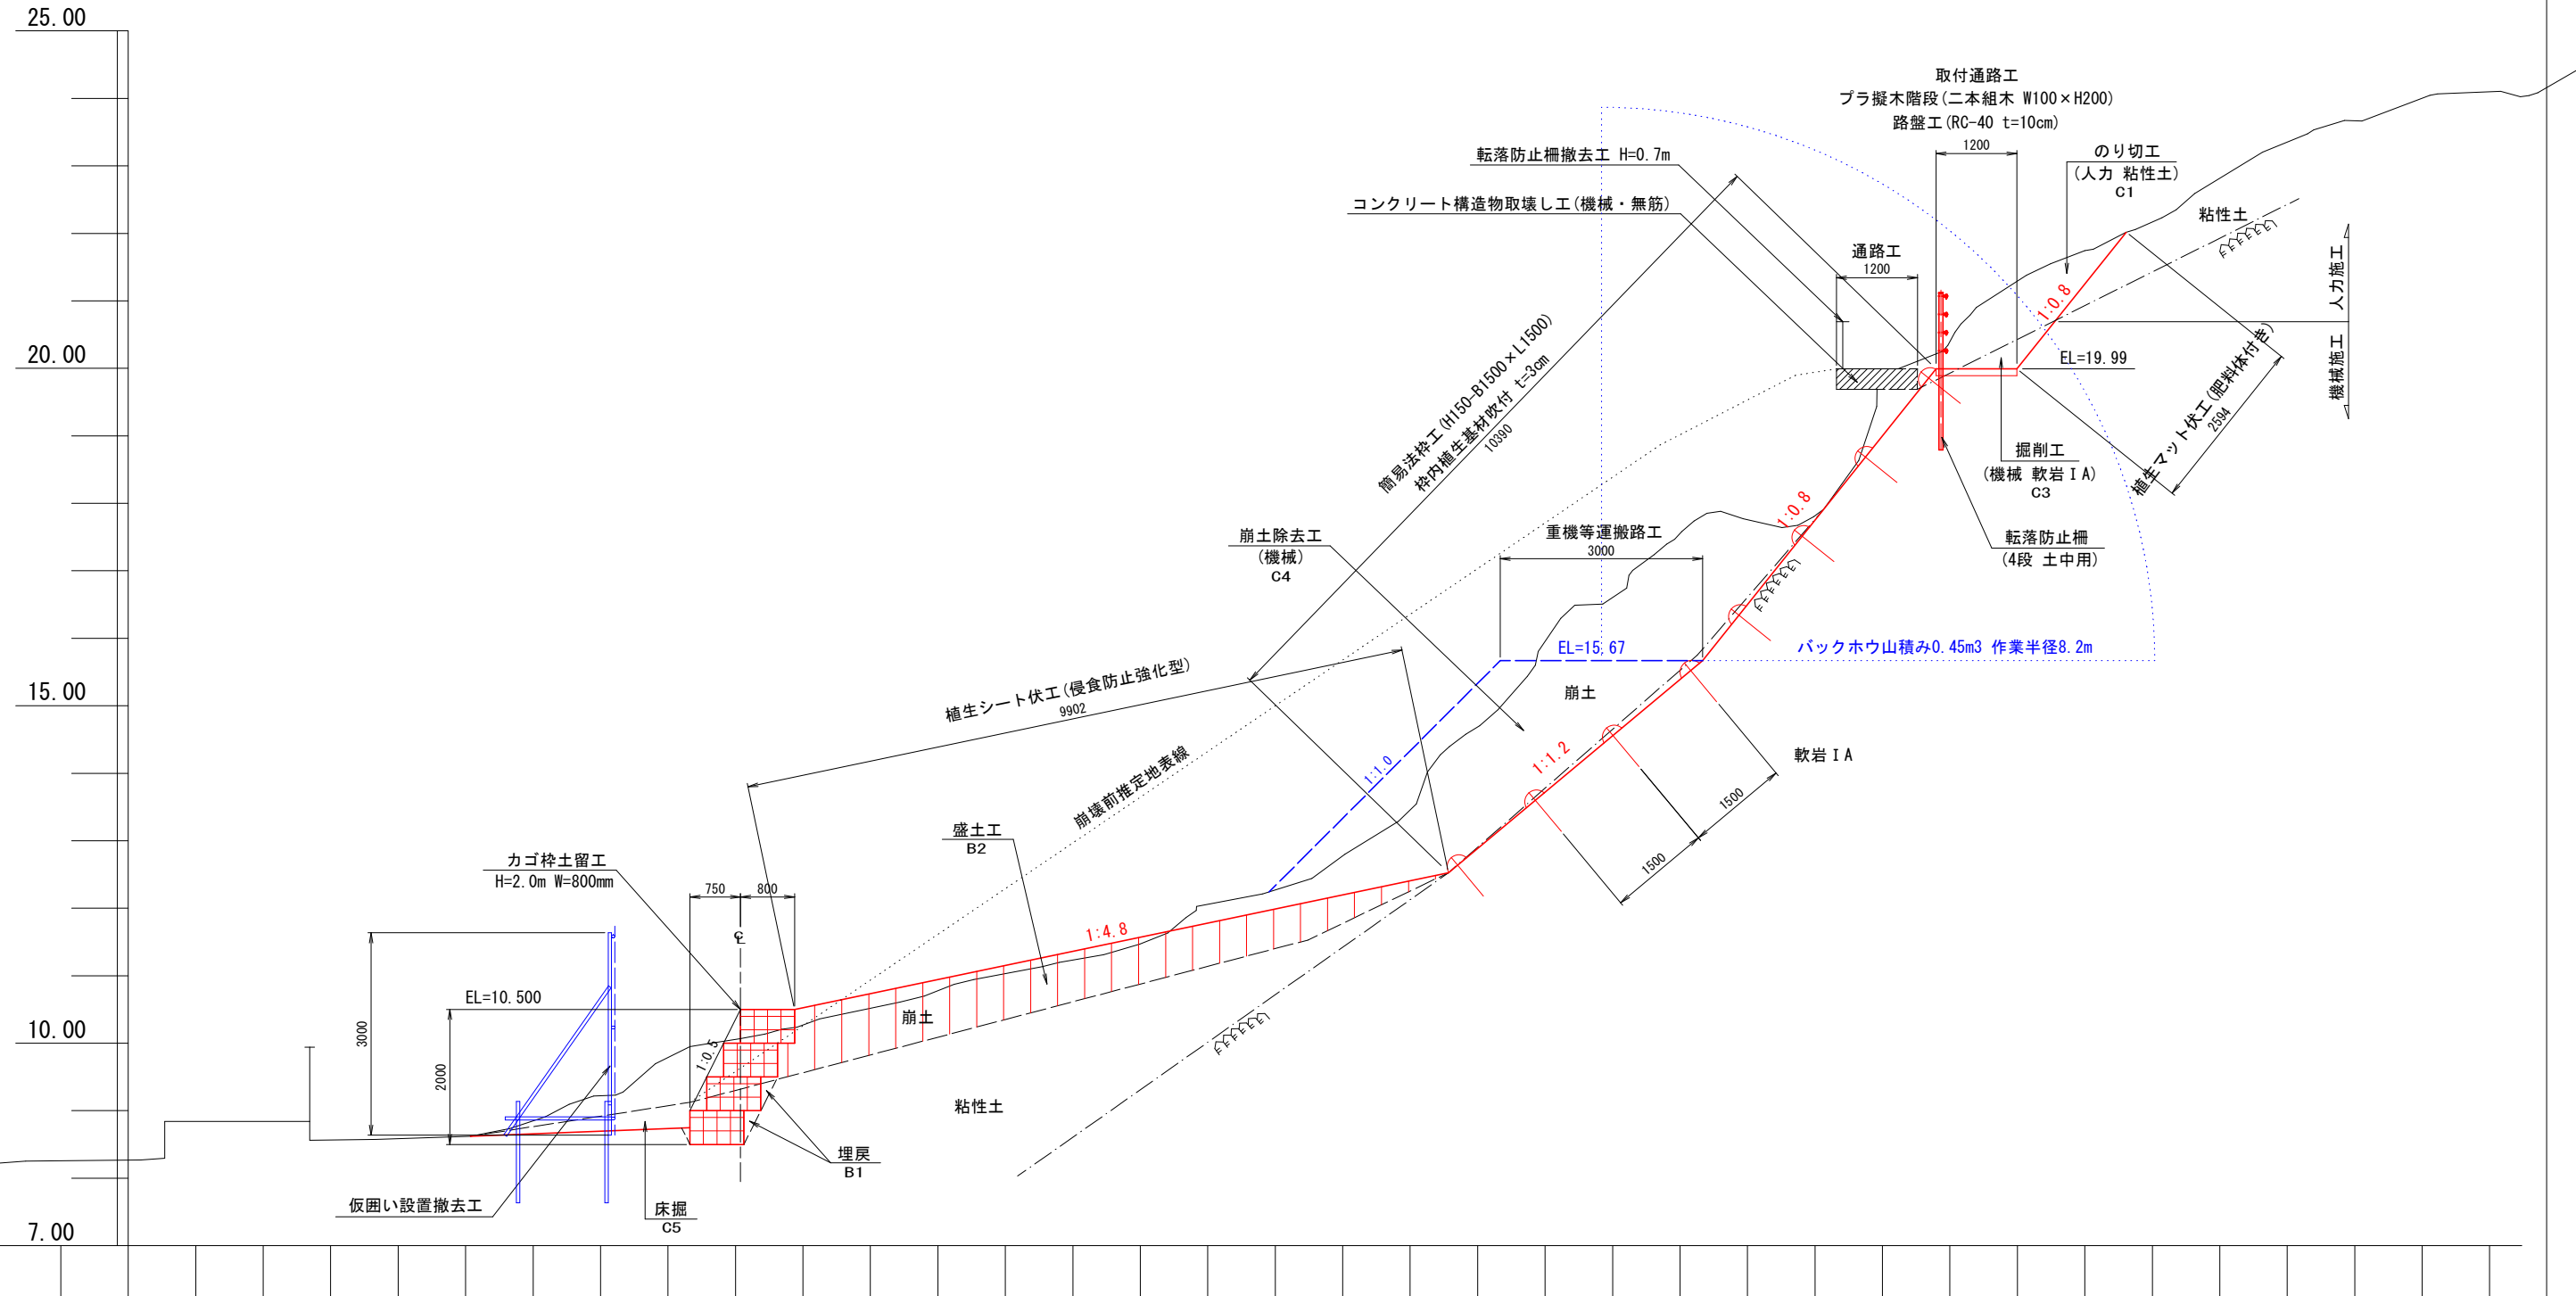 25.00
20.00
15.00
10.00
7.00
取付通路工
プラ擬木階段(二本組木 W100×H200)
路盤工(RC-40 t=10cm)
1200
転落防止柵撤去工 H=0.7m
コンクリート構造物取壊し工(機械・無筋)
のり切工
(人力 粘性土)
C1
粘性土
通路工
1200
人力施工
機械施工
1:0.8
EL=19.99
植生マット伏工(肥料体付き)
2594
掘削工
(機械 軟岩ⅠA)
C3
転落防止柵
(4段 土中用)
簡易法枠工(H150-B1500×L1500)
枠内植生基材吹付 t=3cm
10390
1:0.8
崩土除去工
(機械)
C4
重機等運搬路工
3000
EL=15.67
バックホウ山積み0.45m3 作業半径8.2m
崩土
植生シート伏工(侵食防止強化型)
9902
1:1.0
1:1.2
軟岩ⅠA
1500
1500
崩壊前推定地表線
盛土工
B2
カゴ枠土留工
H=2.0m W=800mm
750
800
CL
1:4.8
EL=10.500
3000
2000
1:0.5
崩土
粘性土
埋戻
B1
仮囲い設置撤去工
床掘
C5